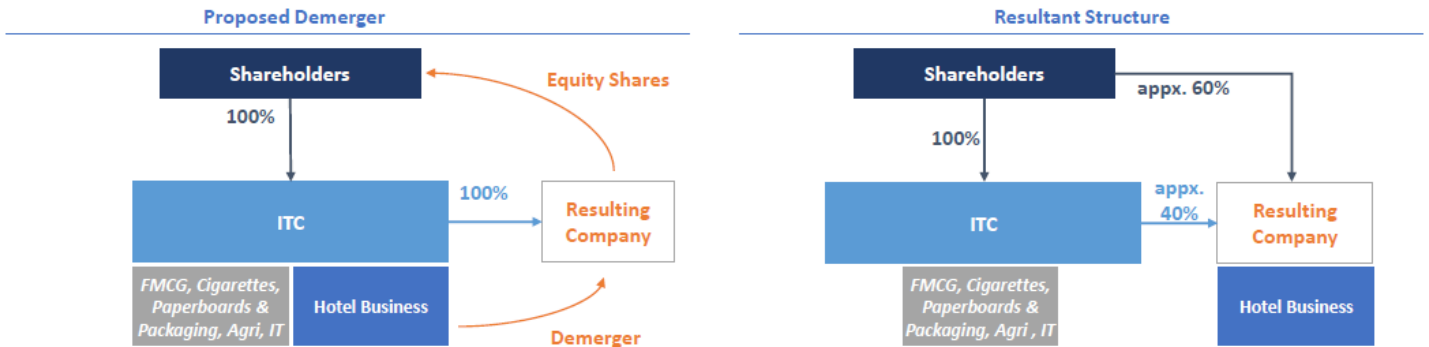 Proposed Demerger
Shareholders
Equity Shares
100%
100%
ITC
Resulting
Company
FMCG, Cigarettes,
Paperboards &
Packaging, Agri, IT
Hotel Business
Demerger
Resultant Structure
Shareholders
appx. 60%
100%
appx.
40%
ITC
Resulting
Company
FMCG, Cigarettes,
Paperboards &
Packaging, Agri , IT
Hotel Business